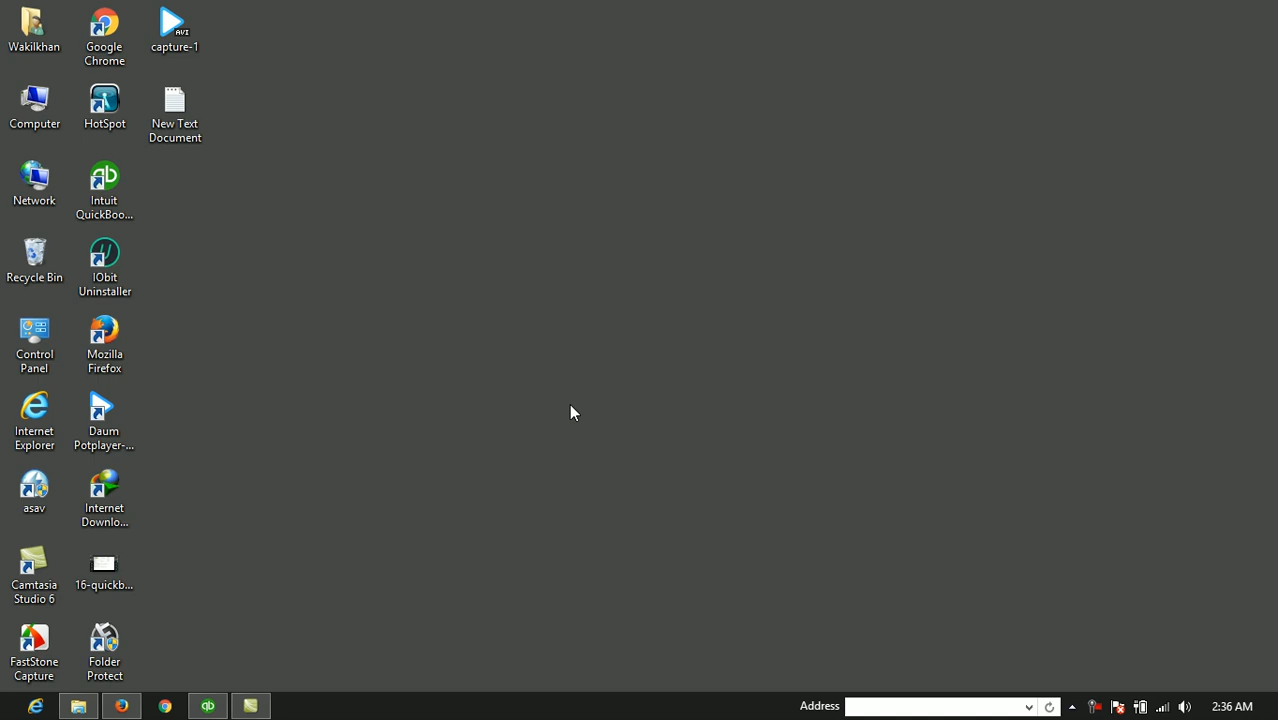 Wakilkhan
Google
Chrome
AVI
capture-1
Computer
HotSpot
New Text
Document
Network
Intuit
QuickBoo...
Recycle Bin
IObit
Uninstaller
Control
Panel
Mozilla
Firefox
Internet
Explorer
Daum
Potplayer-...
asav
Internet
Downlo...
Camtasia
Studio 6
16-quickb...
FastStone
Capture
Folder
Protect
Address
2:36 AM